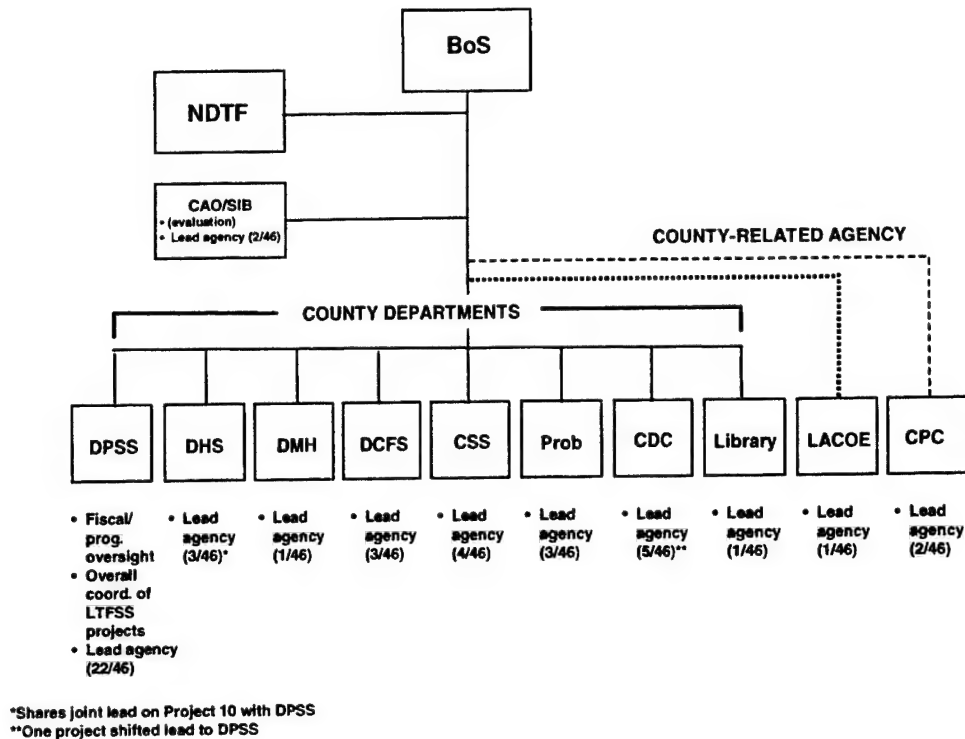 BoS
NDTF
CAO/SIB
• (evaluation)
• Lead agency (2/46)
COUNTY-RELATED AGENCY
COUNTY DEPARTMENTS
DPSS
DHS
DMH
DCFS
CSS
Prob
CDC
Library
LACOE
CPC
• Fiscal/
prog.
oversight
• Overall
coord. of
LTFSS
projects
• Lead agency
(22/46)
• Lead
agency
(3/46)*
• Lead
agency
(1/46)
• Lead
agency
(3/46)
• Lead
agency
(4/46)
• Lead
agency
(3/46)
• Lead
agency
(5/46)**
• Lead
agency
(1/46)
• Lead
agency
(1/46)
• Lead
agency
(2/46)
*Shares joint lead on Project 10 with DPSS
**One project shifted lead to DPSS